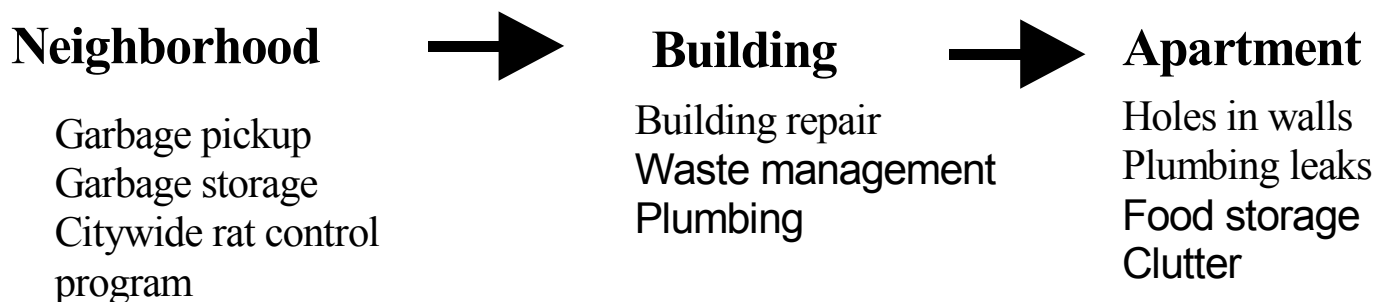 Neighborhood
Garbage pickup
Garbage storage
Citywide rat control
program
Building
Building repair
Waste management
Plumbing
Apartment
Holes in walls
Plumbing leaks
Food storage
Clutter